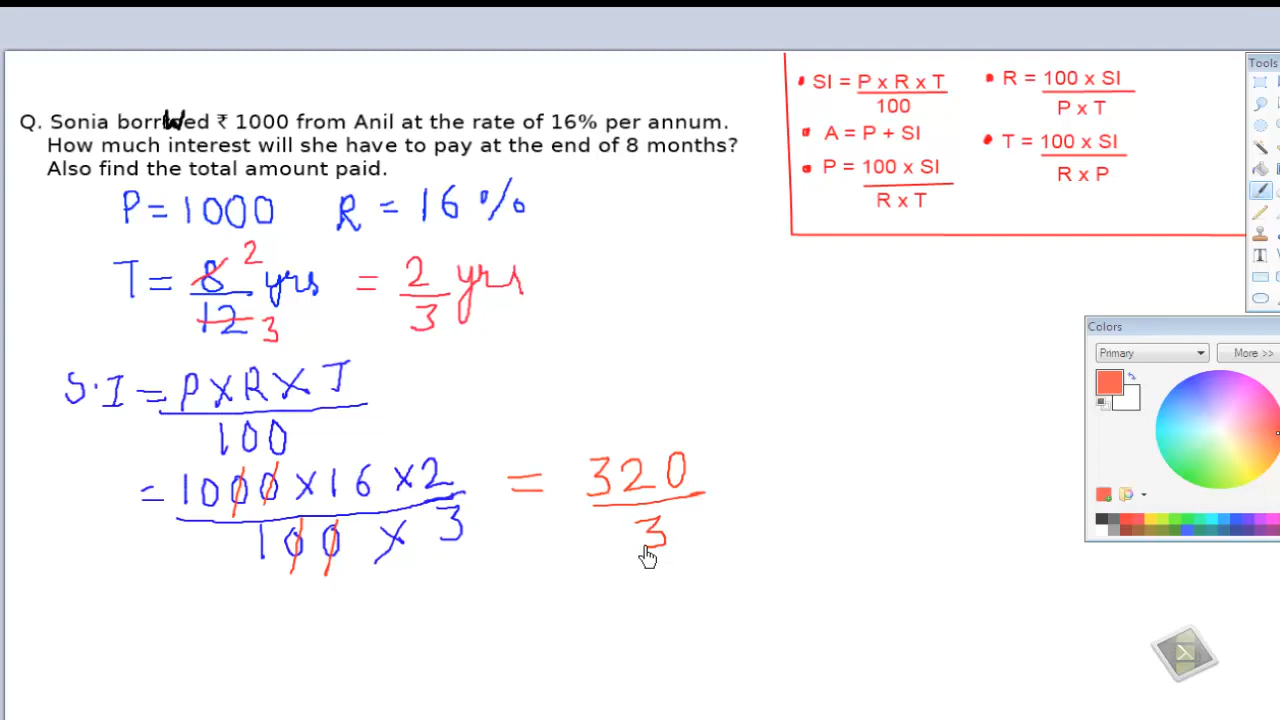 Q. Sonia borrwed ₹ 1000 from Anil at the rate of 16% per annum.
How much interest will she have to pay at the end of 8 months?
Also find the total amount paid.
P = 1000 R = 16 %
T = 8/12 yrs = 2/3 yrs
2
3
S.I = P x R x T
100
= 1000 x 16 x 2 = 320
100 x 3 3
• SI = P x R x T
100
• A = P + SI
• P = 100 x SI
R x T
• R = 100 x SI
P x T
• T = 100 x SI
R x P
Tools
T
Colors
Primary
More >>